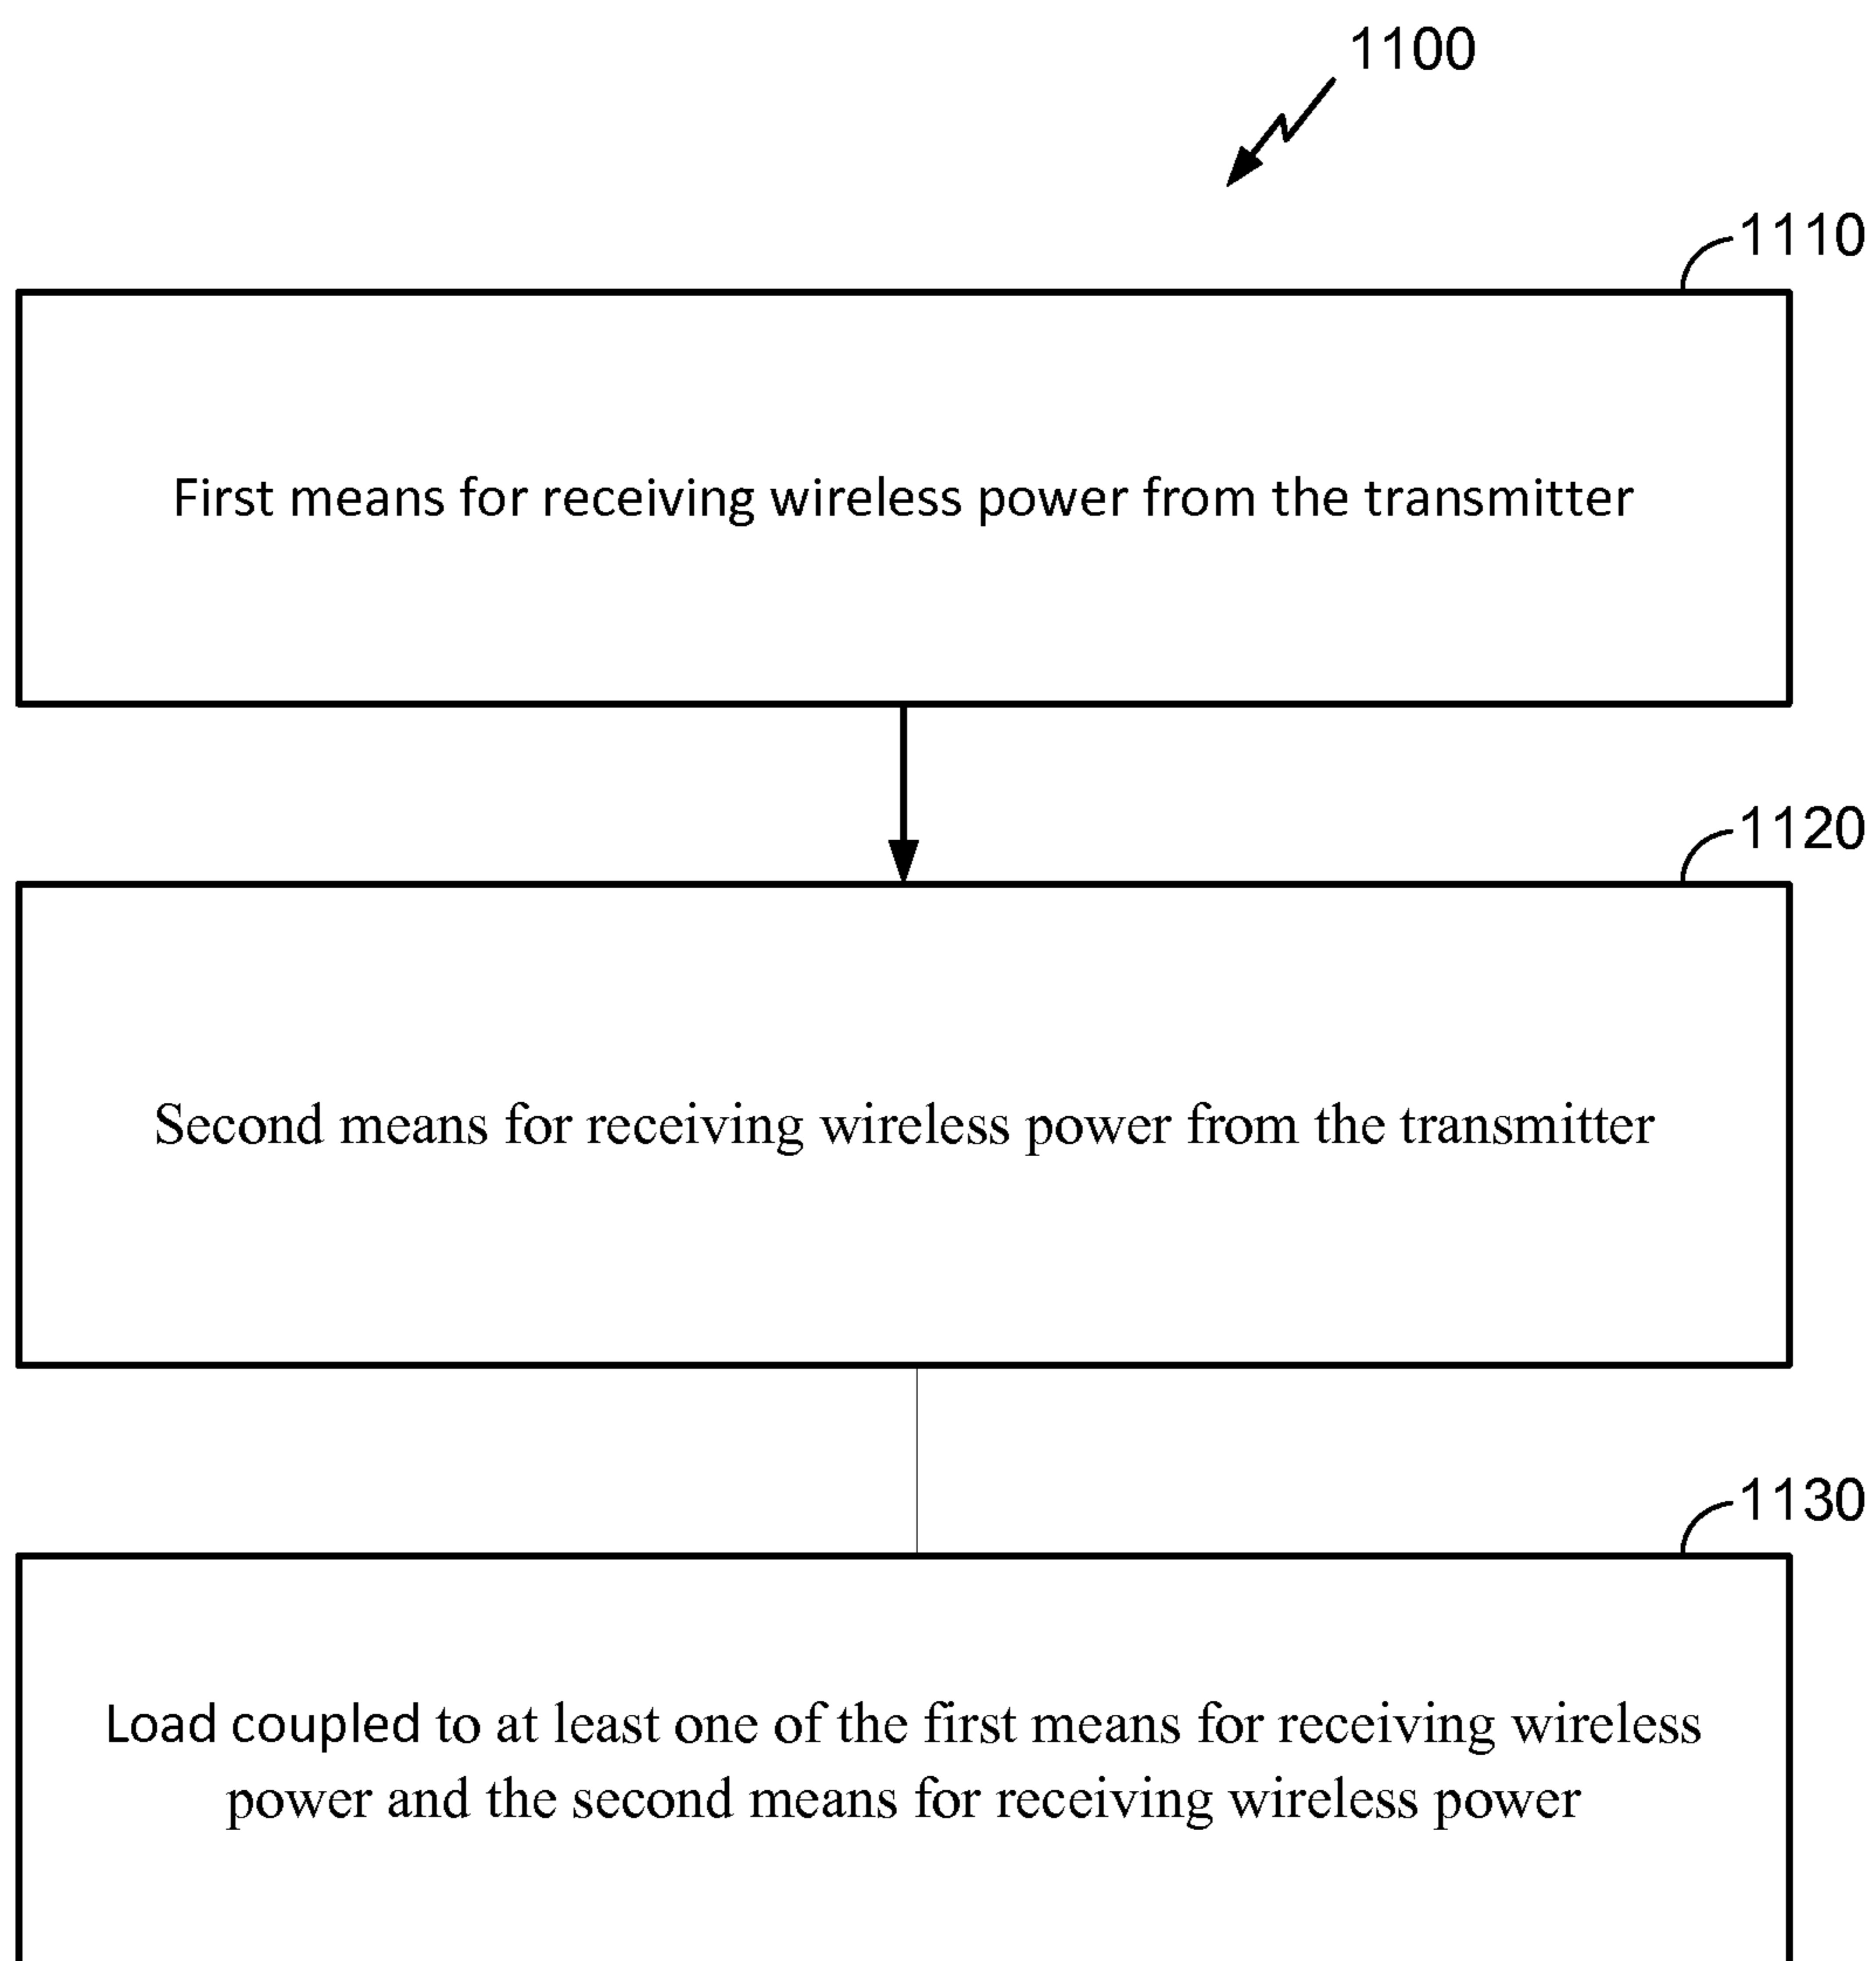 1100
1110
First means for receiving wireless power from the transmitter
1120
Second means for receiving wireless power from the transmitter
1130
Load coupled to at least one of the first means for receiving wireless
power and the second means for receiving wireless power